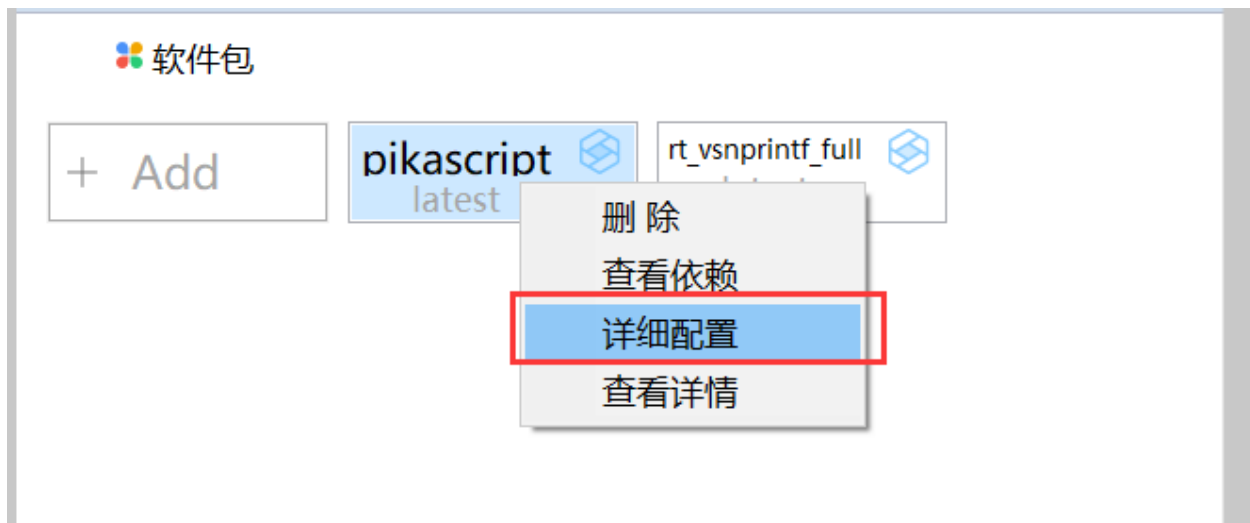 软件包
+ Add
pikascript
latest
rt_vsnprintf_full
删 除
查看依赖
详细配置
查看详情